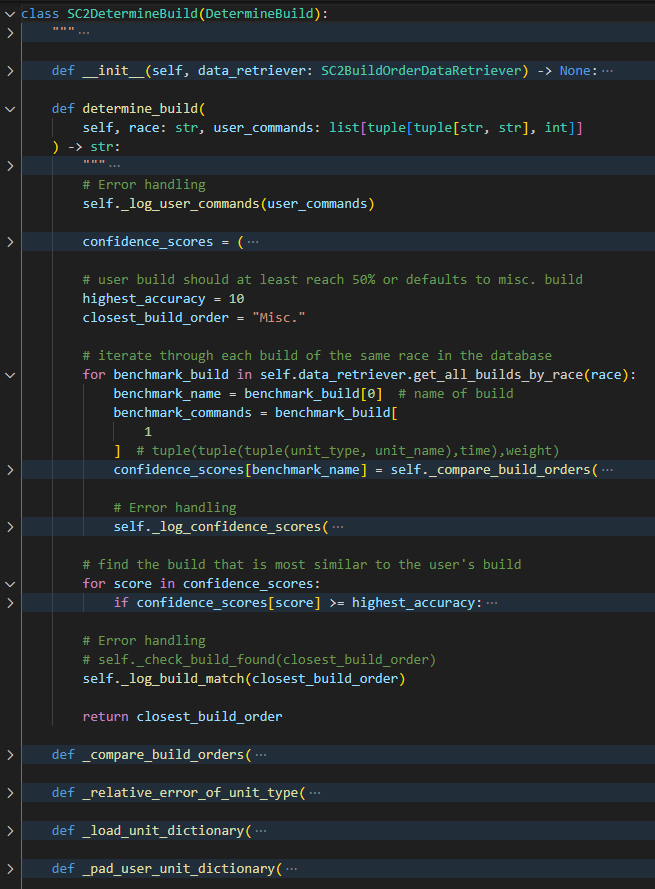 class SC2DetermineBuild(DetermineBuild):
    """ ···
    def __init__(self, data_retriever: SC2BuildOrderDataRetriever) -> None: ···
    def determine_build(
        self, race: str, user_commands: list[tuple[tuple[str, str], int]]
    ) -> str:
        """ ···
        # Error handling
        self._log_user_commands(user_commands)
        confidence_scores = ( ···
        # user build should at least reach 50% or defaults to misc. build
        highest_accuracy = 10
        closest_build_order = "Misc."
        # iterate through each build of the same race in the database
        for benchmark_build in self.data_retriever.get_all_builds_by_race(race):
            benchmark_name = benchmark_build[0]  # name of build
            benchmark_commands = benchmark_build[
                1
            ]  # tuple(tuple(tuple(unit_type, unit_name),time),weight)
            confidence_scores[benchmark_name] = self._compare_build_orders( ···
            # Error handling
            self._log_confidence_scores( ···
        # find the build that is most similar to the user's build
        for score in confidence_scores:
            if confidence_scores[score] >= highest_accuracy: ···
        # Error handling
        # self._check_build_found(closest_build_order)
        self._log_build_match(closest_build_order)
        return closest_build_order
    def _compare_build_orders( ···
    def _relative_error_of_unit_type( ···
    def _load_unit_dictionary( ···
    def _pad_user_unit_dictionary( ···